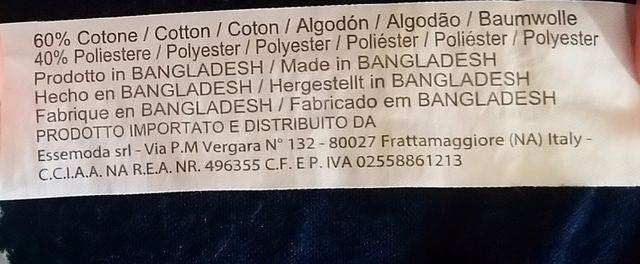 60% Cotone / Cotton / Coton / Algodón / Algodão / Baumwolle
40% Poliestere / Polyester / Polyester / Poliéster / Poliéster / Polyester
Prodotto in BANGLADESH / Made in BANGLADESH
Hecho en BANGLADESH / Hergestellt in BANGLADESH
Fabrique en BANGLADESH / Fabricado em BANGLADESH
PRODOTTO IMPORTATO E DISTRIBUITO DA
Essemoda srl - Via P.M Vergara N° 132 - 80027 Frattamaggiore (NA) Italy -
C.C.I.A.A. NA R.E.A. NR. 496355 C.F. E P. IVA 02558861213